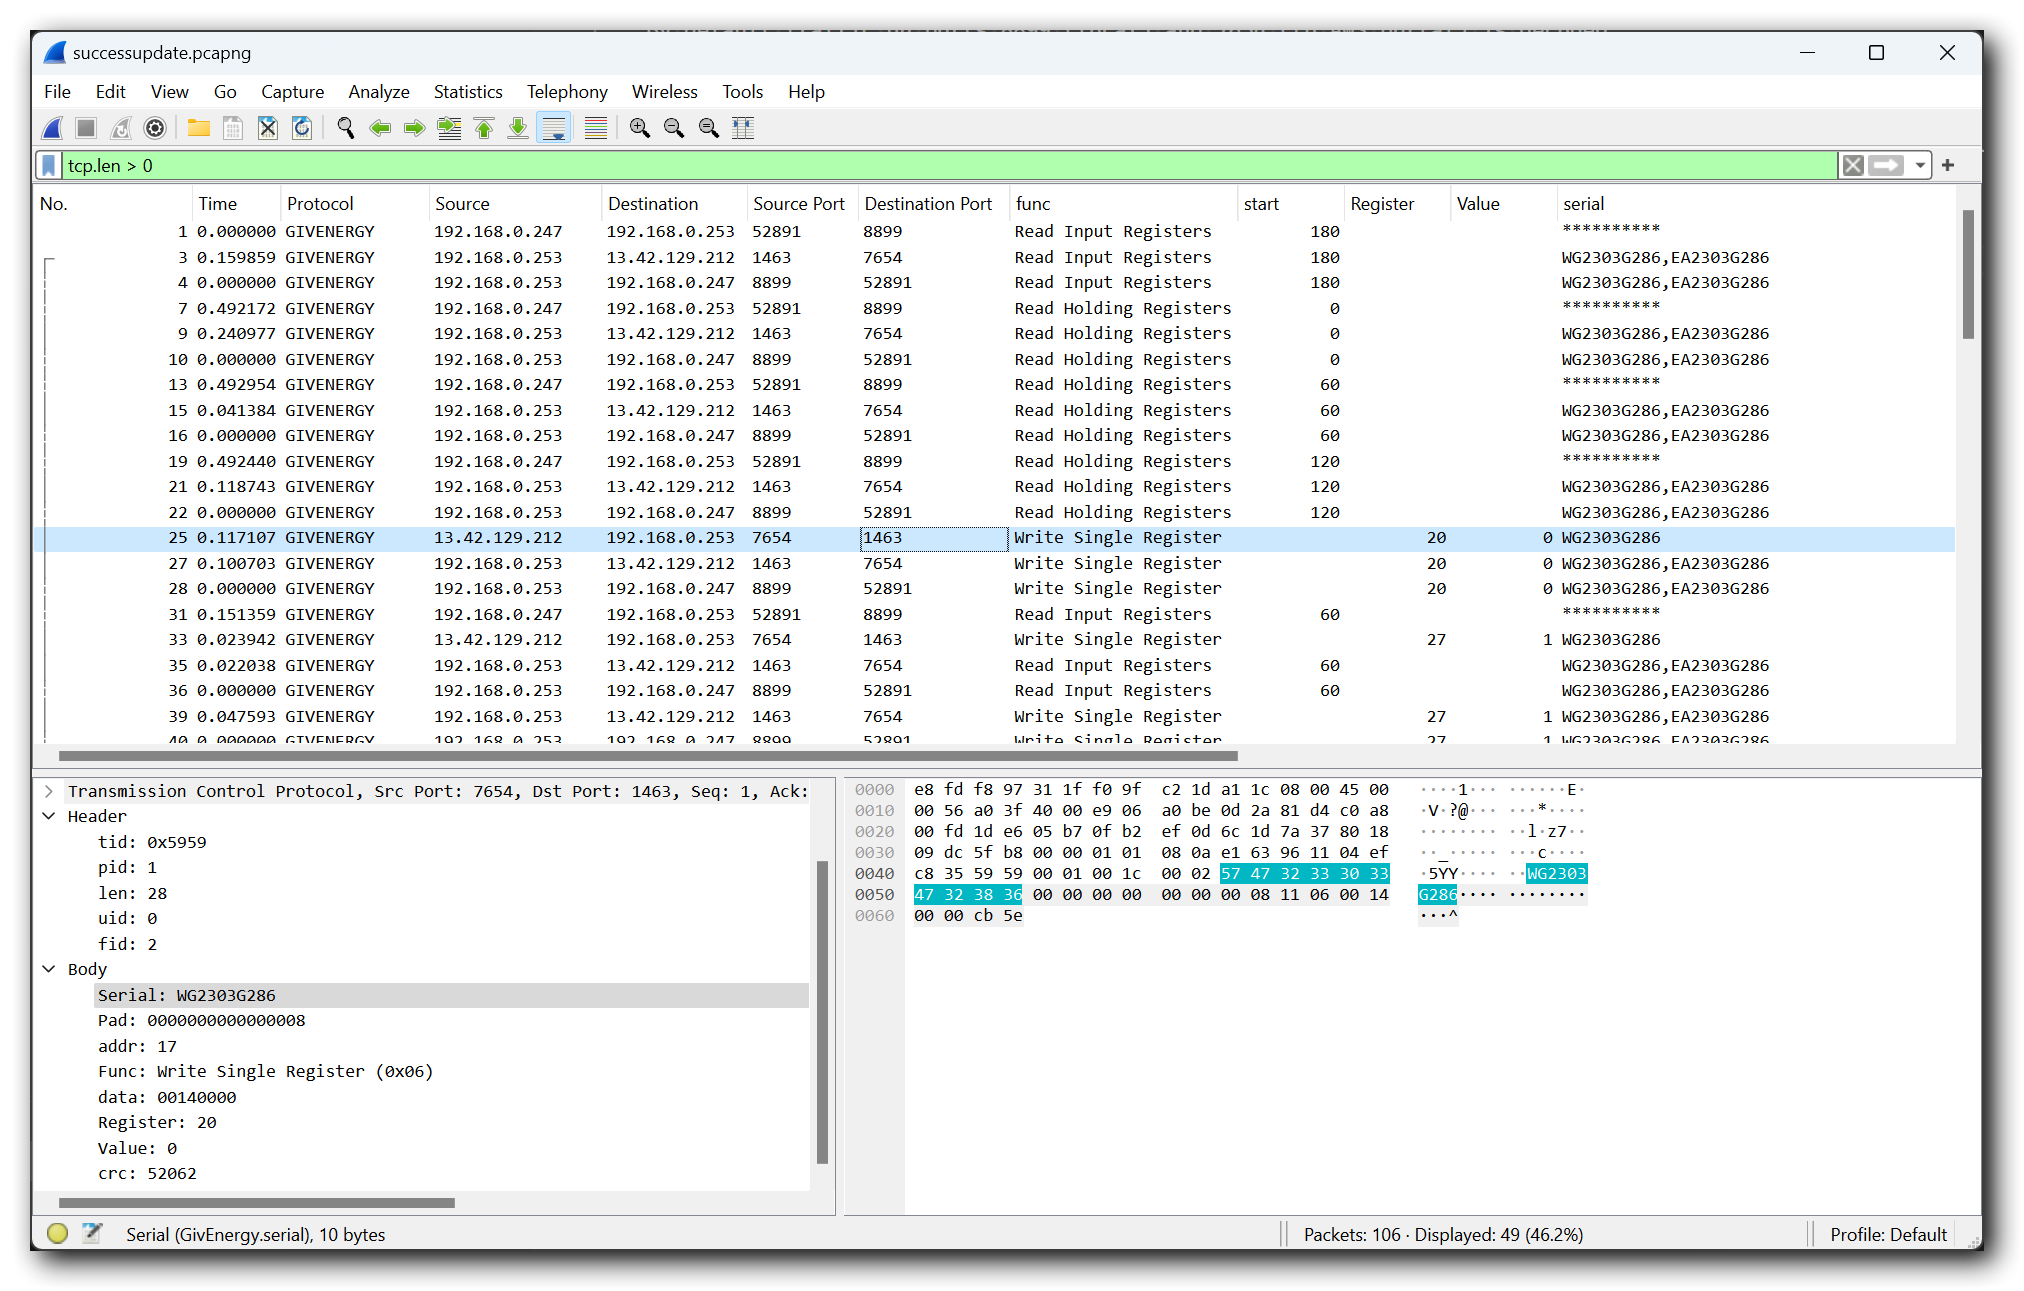 successupdate.pcapng
File Edit View Go Capture Analyze Statistics Telephony Wireless Tools Help
tcp.len > 0
No. Time Protocol Source Destination Source Port Destination Port func start Register Value serial
1 0.000000 GIVENERGY 192.168.0.247 192.168.0.253 52891 8899 Read Input Registers 180 **********
3 0.159859 GIVENERGY 192.168.0.253 13.42.129.212 1463 7654 Read Input Registers 180 WG2303G286,EA2303G286
4 0.000000 GIVENERGY 192.168.0.253 192.168.0.247 8899 52891 Read Input Registers 180 WG2303G286,EA2303G286
7 0.492172 GIVENERGY 192.168.0.247 192.168.0.253 52891 8899 Read Holding Registers 0 **********
9 0.240977 GIVENERGY 192.168.0.253 13.42.129.212 1463 7654 Read Holding Registers 0 WG2303G286,EA2303G286
10 0.000000 GIVENERGY 192.168.0.253 192.168.0.247 8899 52891 Read Holding Registers 0 WG2303G286,EA2303G286
13 0.492954 GIVENERGY 192.168.0.247 192.168.0.253 52891 8899 Read Holding Registers 60 **********
15 0.041384 GIVENERGY 192.168.0.253 13.42.129.212 1463 7654 Read Holding Registers 60 WG2303G286,EA2303G286
16 0.000000 GIVENERGY 192.168.0.253 192.168.0.247 8899 52891 Read Holding Registers 60 WG2303G286,EA2303G286
19 0.492440 GIVENERGY 192.168.0.247 192.168.0.253 52891 8899 Read Holding Registers 120 **********
21 0.118743 GIVENERGY 192.168.0.253 13.42.129.212 1463 7654 Read Holding Registers 120 WG2303G286,EA2303G286
22 0.000000 GIVENERGY 192.168.0.253 192.168.0.247 8899 52891 Read Holding Registers 120 WG2303G286,EA2303G286
25 0.117107 GIVENERGY 13.42.129.212 192.168.0.253 7654 1463 Write Single Register 20 0 WG2303G286
27 0.100703 GIVENERGY 192.168.0.253 13.42.129.212 1463 7654 Write Single Register 20 0 WG2303G286,EA2303G286
28 0.000000 GIVENERGY 192.168.0.253 192.168.0.247 8899 52891 Write Single Register 20 0 WG2303G286,EA2303G286
31 0.151359 GIVENERGY 192.168.0.247 192.168.0.253 52891 8899 Read Input Registers 60 **********
33 0.023942 GIVENERGY 13.42.129.212 192.168.0.253 7654 1463 Write Single Register 27 1 WG2303G286
35 0.022038 GIVENERGY 192.168.0.253 13.42.129.212 1463 7654 Read Input Registers 60 WG2303G286,EA2303G286
36 0.000000 GIVENERGY 192.168.0.253 192.168.0.247 8899 52891 Read Input Registers 60 WG2303G286,EA2303G286
39 0.047593 GIVENERGY 192.168.0.253 13.42.129.212 1463 7654 Write Single Register 27 1 WG2303G286,EA2303G286
40 0.000000 GIVENERGY 192.168.0.253 192.168.0.247 8899 52891 Write Single Register 27 1 WG2303G286,EA2303G286
Transmission Control Protocol, Src Port: 7654, Dst Port: 1463, Seq: 1, Ack:
Header
tid: 0x5959
pid: 1
len: 28
uid: 0
fid: 2
Body
Serial: WG2303G286
Pad: 0000000000000008
addr: 17
Func: Write Single Register (0x06)
data: 00140000
Register: 20
Value: 0
crc: 52062
0000 e8 fd f8 97 31 1f f0 9f c2 1d a1 1c 08 00 45 00 ····1··· ······E·
0010 00 56 a0 3f 40 00 e9 06 a0 be 0d 2a 81 d4 c0 a8 ·V·?@··· ···*····
0020 00 fd 1d e6 05 b7 0f b2 ef 0d 6c 1d 7a 37 80 18 ········ ··l·z7··
0030 09 dc 5f b8 00 00 01 01 08 0a e1 63 96 11 04 ef ··_····· ···c····
0040 c8 35 59 59 00 01 00 1c 00 02 57 47 32 33 30 33 ·5YY···· ··WG2303
0050 47 32 38 36 00 00 00 00 00 00 00 08 11 06 00 14 G286···· ········
0060 00 00 cb 5e ···^
Serial (GivEnergy.serial), 10 bytes
Packets: 106 · Displayed: 49 (46.2%)
Profile: Default